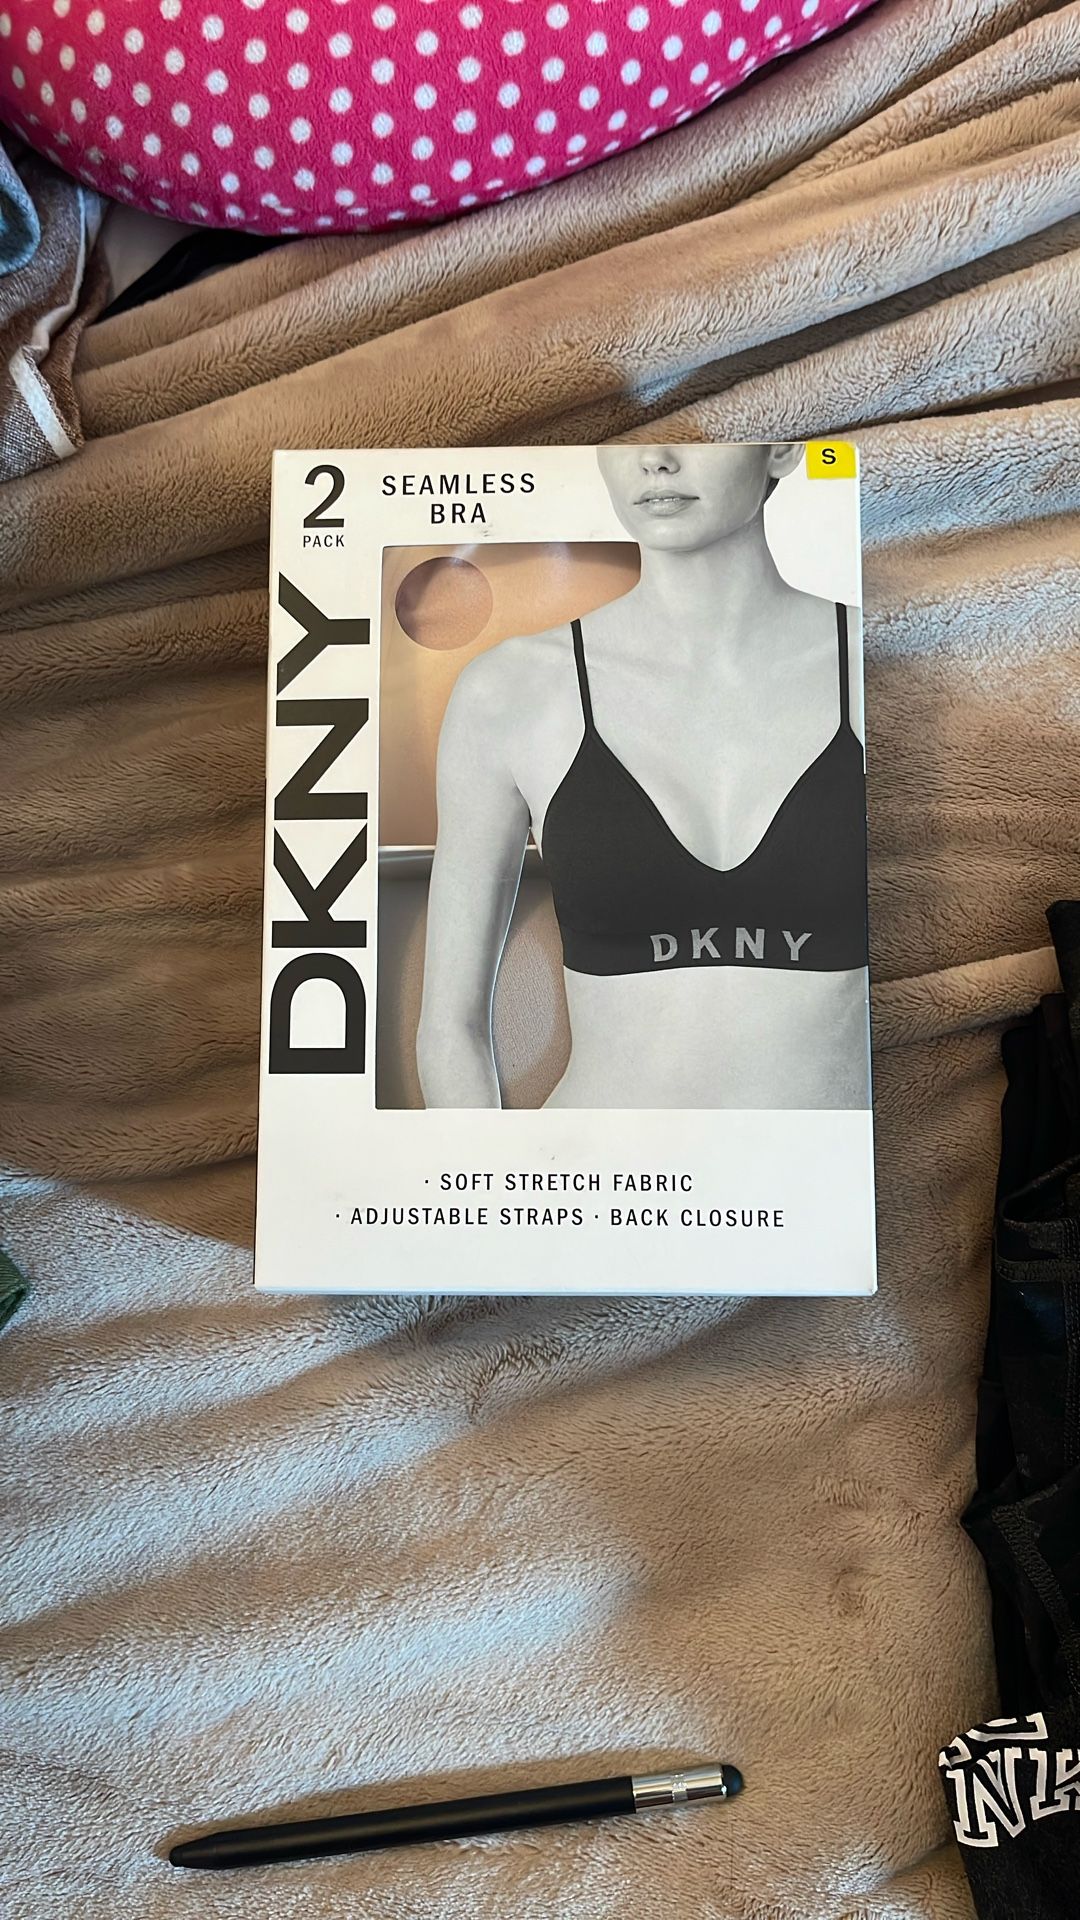 2
PACK
SEAMLESS
BRA
S
DKNY
DKNY
· SOFT STRETCH FABRIC
· ADJUSTABLE STRAPS · BACK CLOSURE